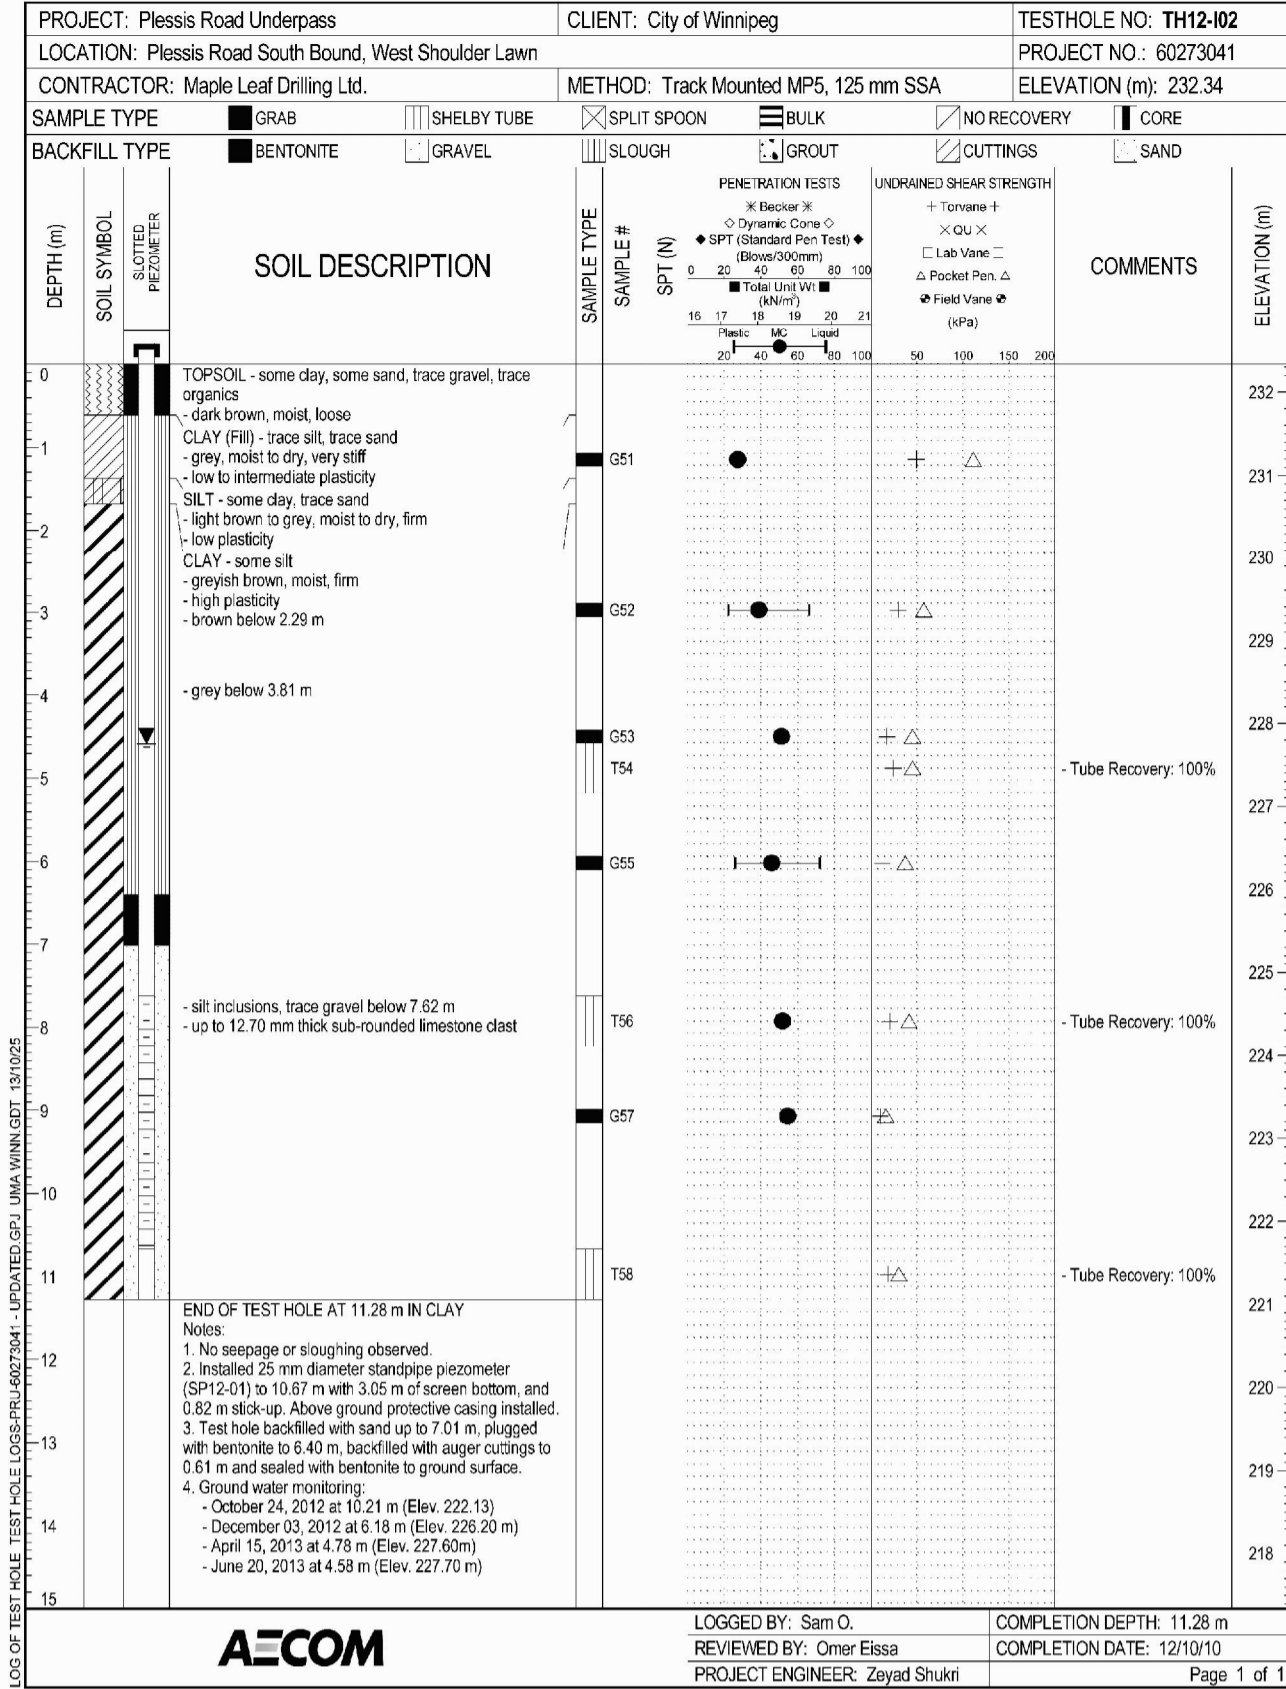 PROJECT: Plessis Road Underpass
CLIENT: City of Winnipeg
TESTHOLE NO: TH12-I02
LOCATION: Plessis Road South Bound, West Shoulder Lawn
PROJECT NO.: 60273041
CONTRACTOR: Maple Leaf Drilling Ltd.
METHOD: Track Mounted MP5, 125 mm SSA
ELEVATION (m): 232.34
SAMPLE TYPE
GRAB
SHELBY TUBE
SPLIT SPOON
BULK
NO RECOVERY
CORE
BACKFILL TYPE
BENTONITE
GRAVEL
SLOUGH
GROUT
CUTTINGS
SAND
DEPTH (m)
SOIL SYMBOL
SLOTTED
PIEZOMETER
SOIL DESCRIPTION
SAMPLE TYPE
SAMPLE #
SPT (N)
PENETRATION TESTS
Becker
Dynamic Cone
SPT (Standard Pen Test)
(Blows/300mm)
0 20 40 60 80 100
Total Unit Wt
(kN/m³)
16 17 18 19 20 21
Plastic MC Liquid
20 40 60 80 100
UNDRAINED SHEAR STRENGTH
+ Torvane +
QU
Lab Vane
Pocket Pen.
Field Vane
(kPa)
50 100 150 200
COMMENTS
ELEVATION (m)
0
1
2
3
4
5
6
7
8
9
10
11
12
13
14
15
TOPSOIL - some clay, some sand, trace gravel, trace
organics
- dark brown, moist, loose
CLAY (Fill) - trace silt, trace sand
- grey, moist to dry, very stiff
- low to intermediate plasticity
SILT - some clay, trace sand
- light brown to grey, moist to dry, firm
- low plasticity
CLAY - some silt
- greyish brown, moist, firm
- high plasticity
- brown below 2.29 m
- grey below 3.81 m
- silt inclusions, trace gravel below 7.62 m
- up to 12.70 mm thick sub-rounded limestone clast
END OF TEST HOLE AT 11.28 m IN CLAY
Notes:
1. No seepage or sloughing observed.
2. Installed 25 mm diameter standpipe piezometer
(SP12-01) to 10.67 m with 3.05 m of screen bottom, and
0.82 m stick-up. Above ground protective casing installed.
3. Test hole backfilled with sand up to 7.01 m, plugged
with bentonite to 6.40 m, backfilled with auger cuttings to
0.61 m and sealed with bentonite to ground surface.
4. Ground water monitoring:
- October 24, 2012 at 10.21 m (Elev. 222.13)
- December 03, 2012 at 6.18 m (Elev. 226.20 m)
- April 15, 2013 at 4.78 m (Elev. 227.60m)
- June 20, 2013 at 4.58 m (Elev. 227.70 m)
G51
G52
G53
T54
G55
T56
G57
T58
- Tube Recovery: 100%
- Tube Recovery: 100%
- Tube Recovery: 100%
232
231
230
229
228
227
226
225
224
223
222
221
220
219
218
LOG OF TEST HOLE TEST HOLE LOGS-PRU-60273041 - UPDATED.GPJ UMA WINN.GDT 13/10/25
AECOM
LOGGED BY: Sam O.
COMPLETION DEPTH: 11.28 m
REVIEWED BY: Omer Eissa
COMPLETION DATE: 12/10/10
PROJECT ENGINEER: Zeyad Shukri
Page 1 of 1